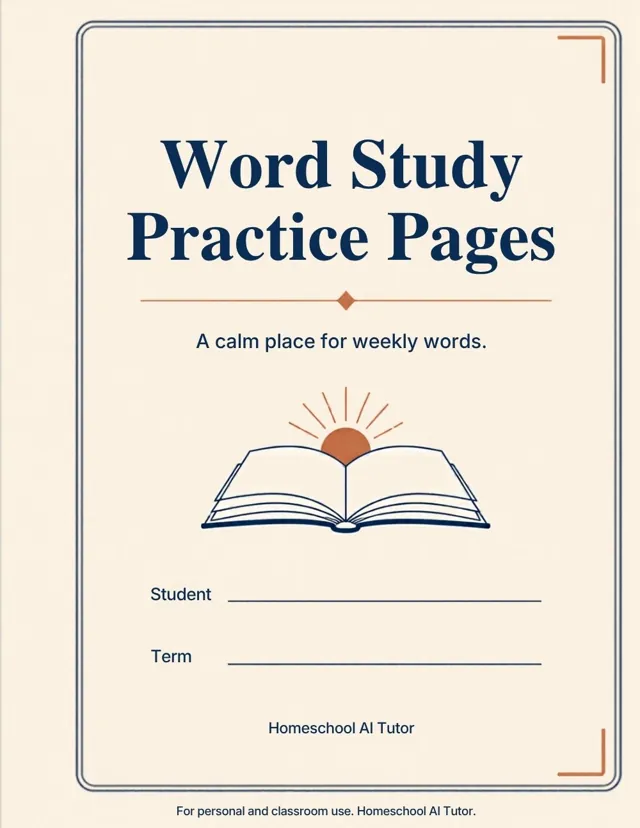 Word Study
Practice Pages
A calm place for weekly words.
Student
Term
Homeschool AI Tutor
For personal and classroom use. Homeschool AI Tutor.